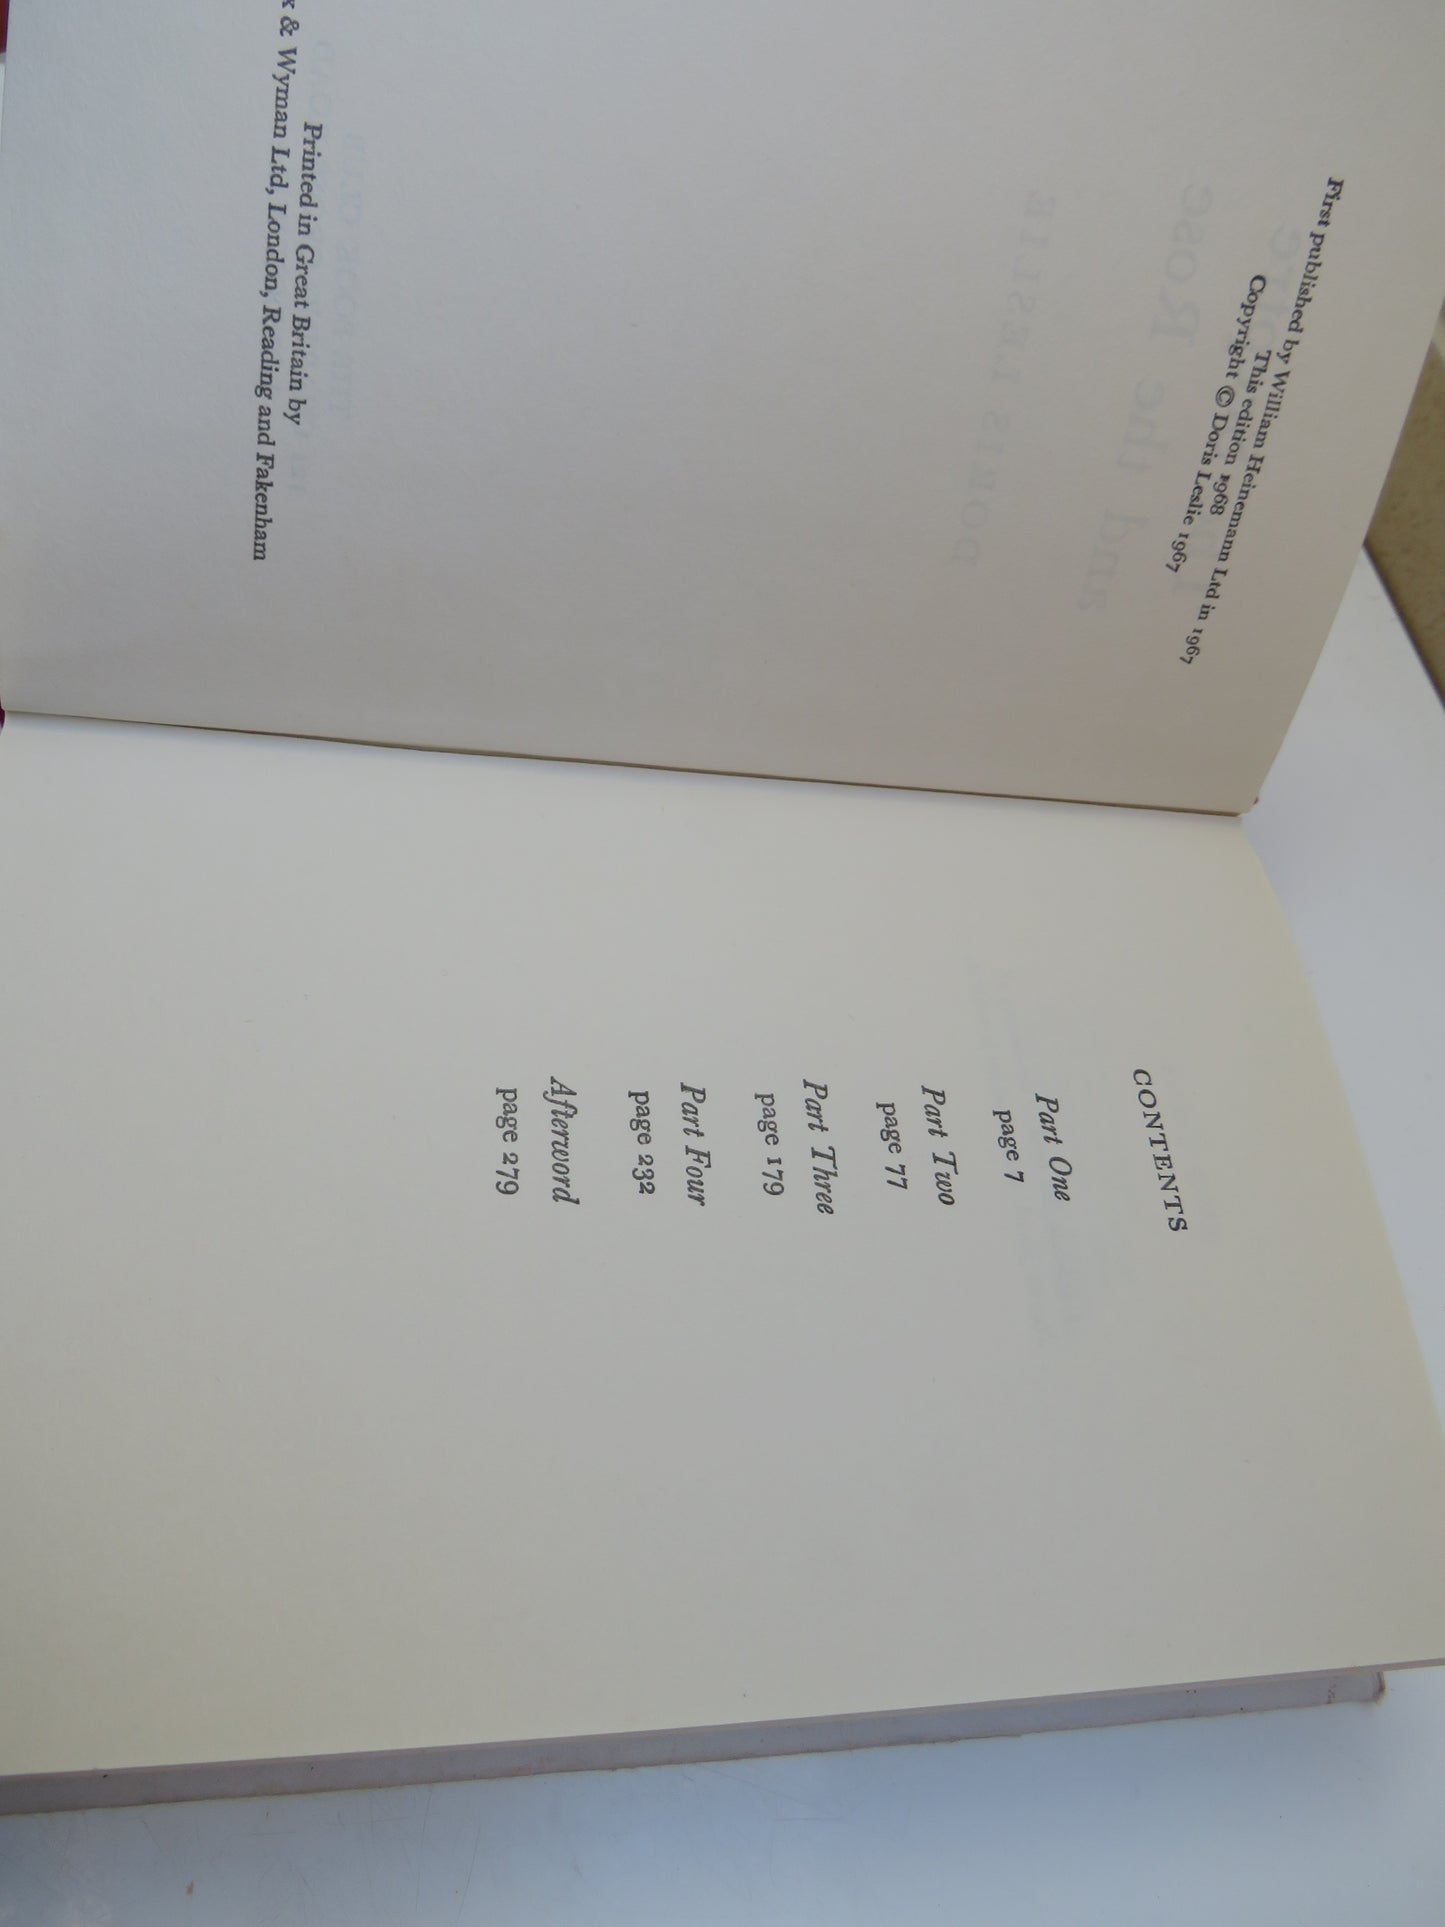 First published by William Heinemann Ltd in 1967
This edition 1968
Copyright © Doris Leslie 1967
Printed in Great Britain by
& Wyman Ltd, London, Reading and Fakenham
CONTENTS
Part One
page 7
Part Two
page 77
Part Three
page 179
Part Four
page 232
Afterword
page 279